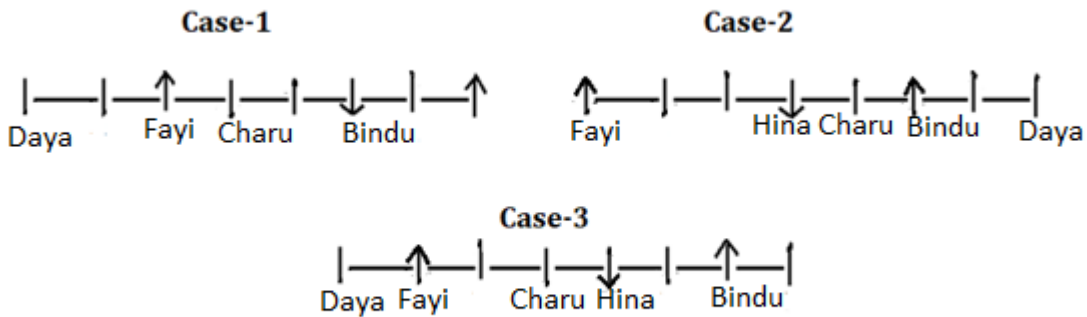 Case-1
Case-2
Daya Fayi Charu Bindu
Fayi Hina Charu Bindu Daya
Case-3
Daya Fayi Charu Hina Bindu